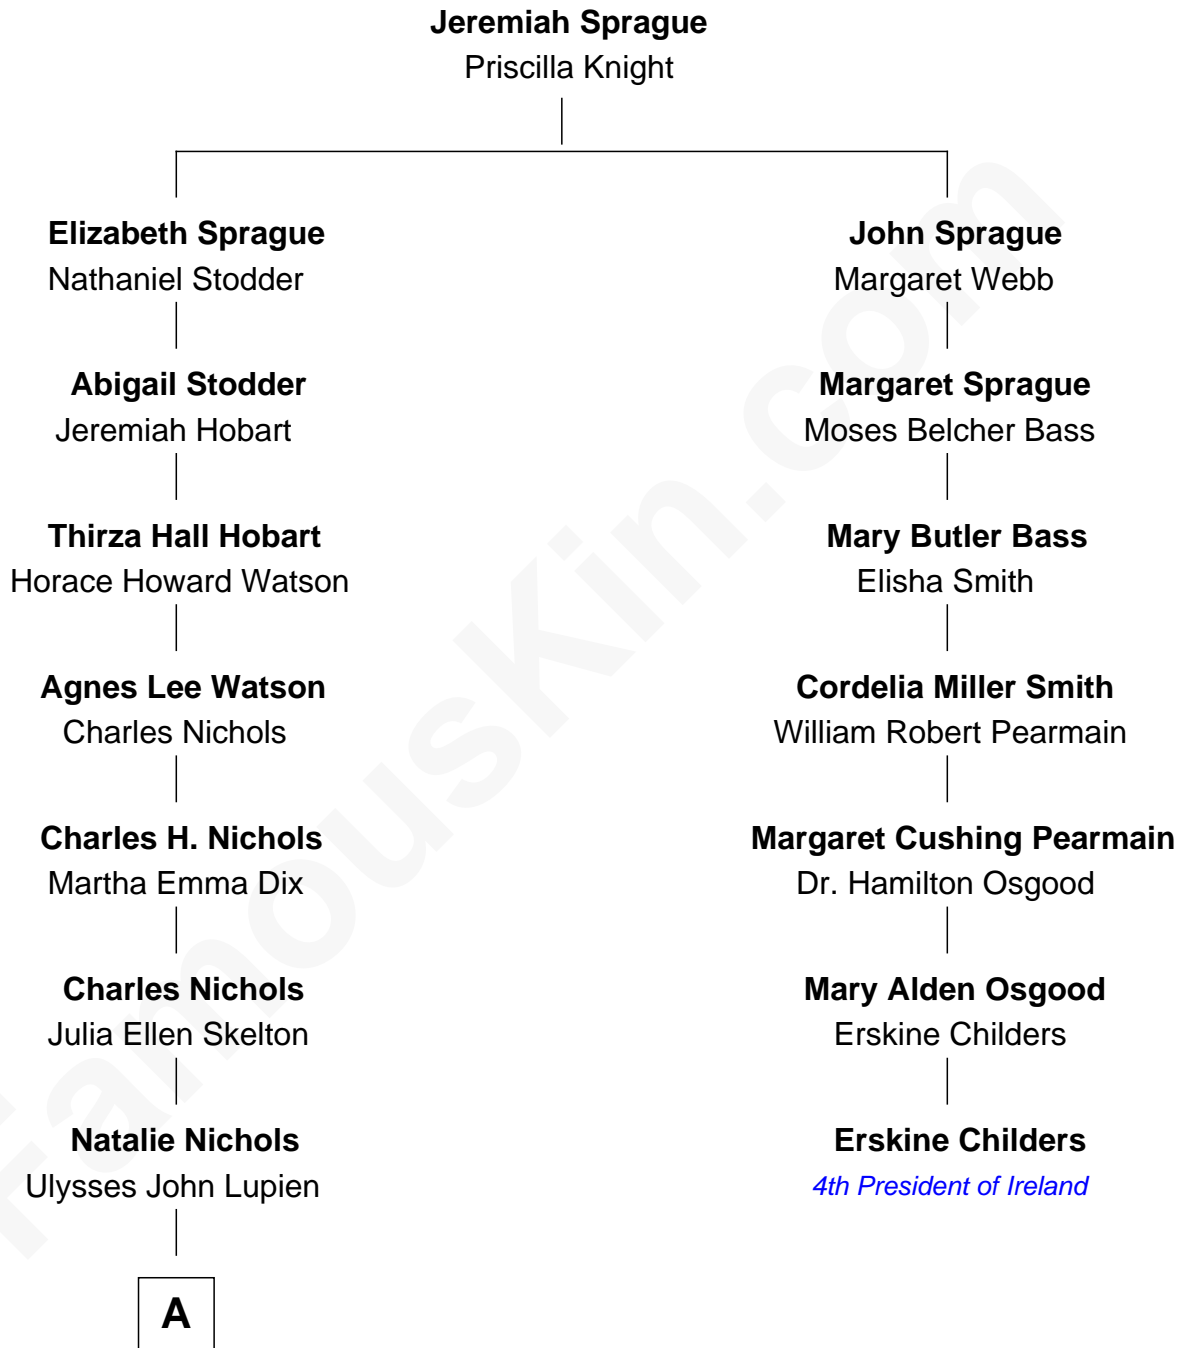 Jeremiah Sprague
Priscilla Knight
Elizabeth Sprague
Nathaniel Stodder
John Sprague
Margaret Webb
Abigail Stodder
Jeremiah Hobart
Margaret Sprague
Moses Belcher Bass
Thirza Hall Hobart
Horace Howard Watson
Mary Butler Bass
Elisha Smith
Agnes Lee Watson
Charles Nichols
Cordelia Miller Smith
William Robert Pearmain
Charles H. Nichols
Martha Emma Dix
Margaret Cushing Pearmain
Dr. Hamilton Osgood
Charles Nichols
Julia Ellen Skelton
Mary Alden Osgood
Erskine Childers
Natalie Nichols
Ulysses John Lupien
Erskine Childers
4th President of Ireland
A
FamousKin.com